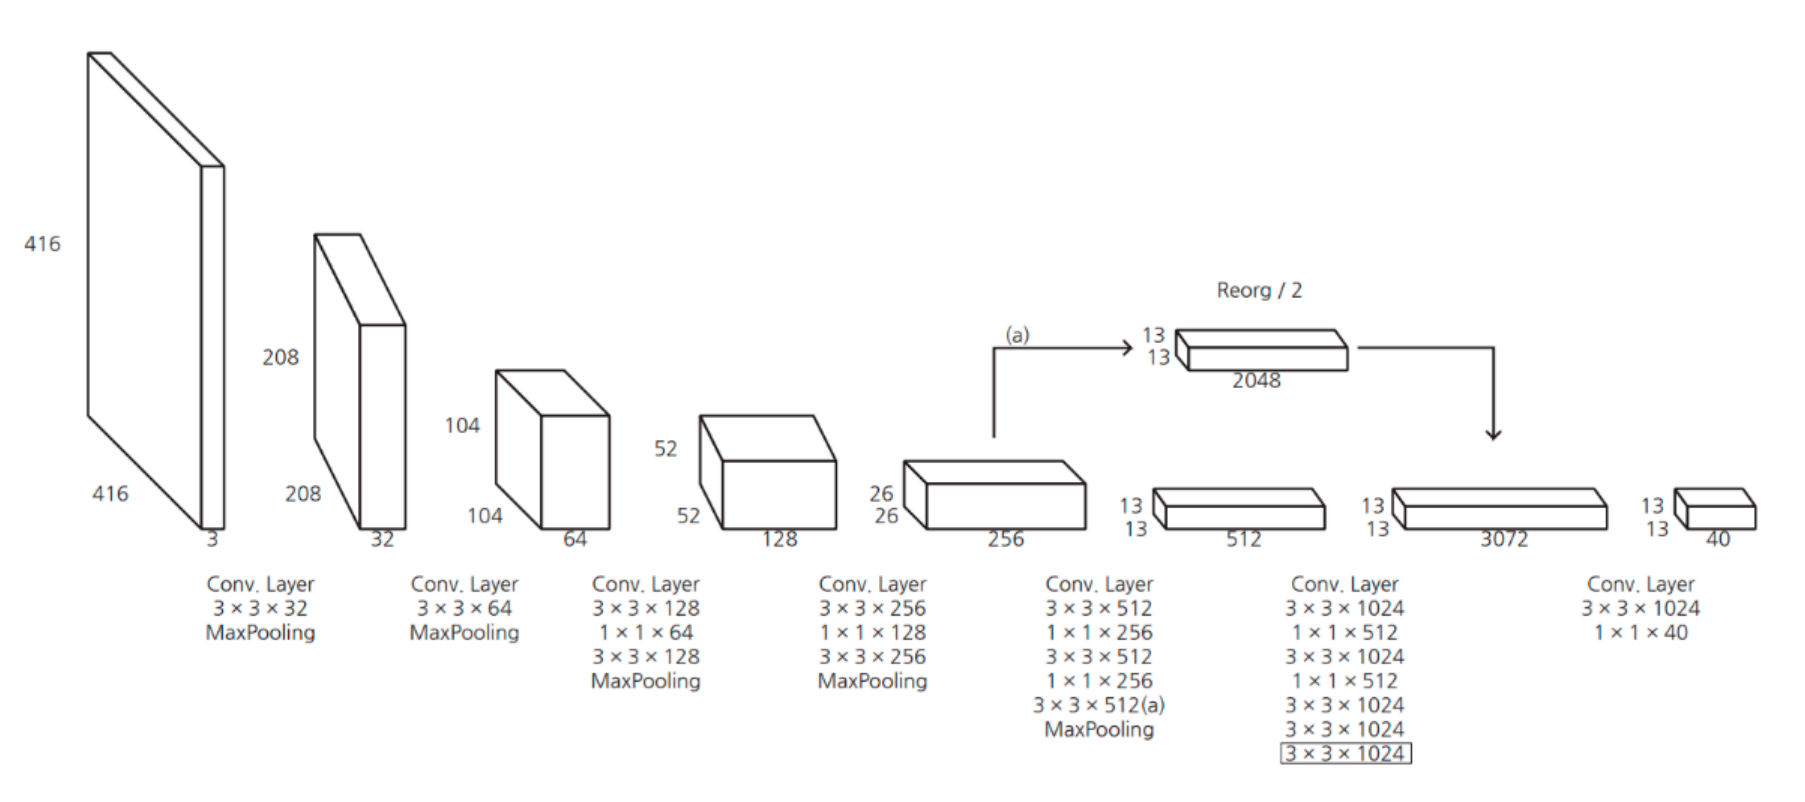 416
416
3
208
208
32
104
104
64
52
52
128
26
26
256
(a)
Reorg / 2
13
13
2048
13
13
512
13
13
3072
13
13
40
Conv. Layer
3 × 3 × 32
MaxPooling
Conv. Layer
3 × 3 × 64
MaxPooling
Conv. Layer
3 × 3 × 128
1 × 1 × 64
3 × 3 × 128
MaxPooling
Conv. Layer
3 × 3 × 256
1 × 1 × 128
3 × 3 × 256
MaxPooling
Conv. Layer
3 × 3 × 512
1 × 1 × 256
3 × 3 × 512
1 × 1 × 256
3 × 3 × 512(a)
MaxPooling
Conv. Layer
3 × 3 × 1024
1 × 1 × 512
3 × 3 × 1024
1 × 1 × 512
3 × 3 × 1024
3 × 3 × 1024
3 × 3 × 1024
Conv. Layer
3 × 3 × 1024
1 × 1 × 40